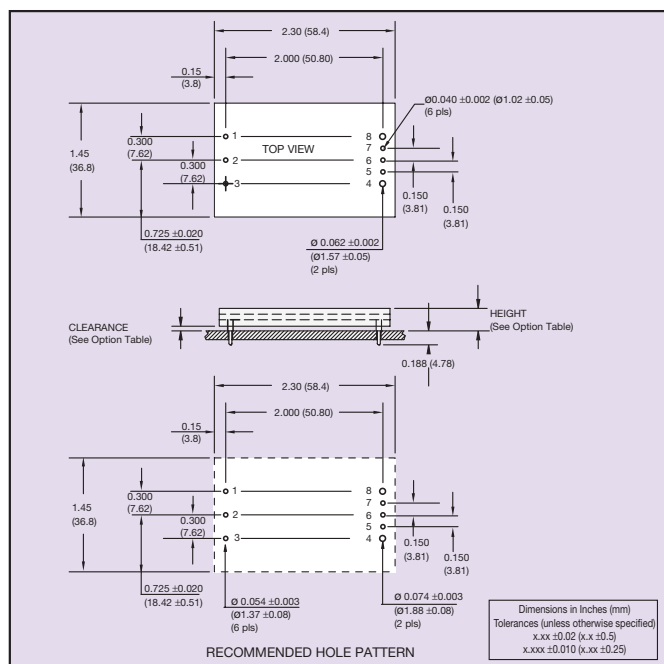 2.30 (58.4)
2.000 (50.80)
0.15
(3.8)
Ø0.040 ±0.002 (Ø1.02 ±0.05)
(6 pls)
1
8
7
0.300
(7.62)
TOP VIEW
1.45
(36.8)
2
6
0.300
(7.62)
5
3
4
0.150
(3.81)
0.150
(3.81)
0.725 ±0.020
(18.42 ±0.51)
Ø 0.062 ±0.002
(Ø1.57 ±0.05)
(2 pls)
CLEARANCE
(See Option Table)
HEIGHT
(See Option Table)
0.188 (4.78)
2.30 (58.4)
2.000 (50.80)
0.15
(3.8)
1
8
0.300
(7.62)
7
1.45
(36.8)
2
6
0.300
(7.62)
5
3
4
0.150
(3.81)
0.150
(3.81)
0.725 ±0.020
(18.42 ±0.51)
Ø 0.054 ±0.003
(Ø1.37 ±0.08)
(6 pls)
Ø 0.074 ±0.003
(Ø1.88 ±0.08)
(2 pls)
RECOMMENDED HOLE PATTERN
Dimensions in Inches (mm)
Tolerances (unless otherwise specified)
x.xx ±0.02 (x.x ±0.5)
x.xxx ±0.010 (x.xx ±0.25)